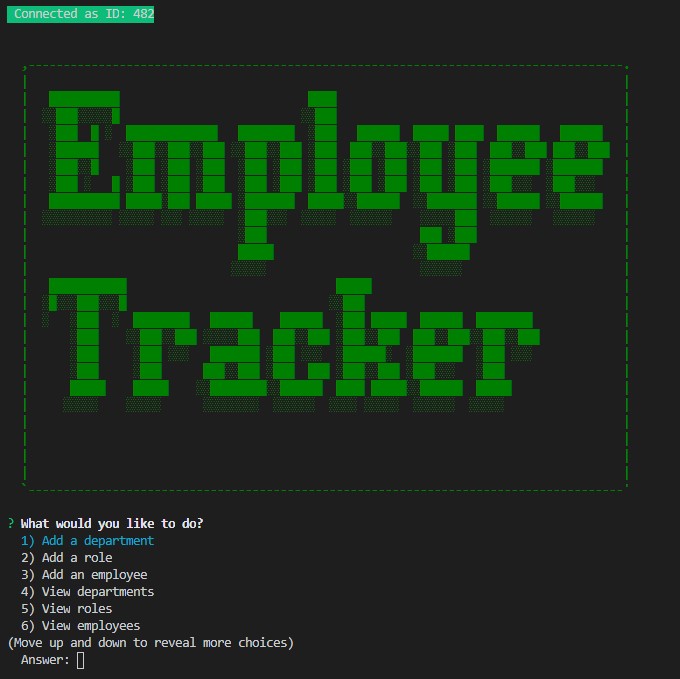 Connected as ID: 482
Employee
Tracker
? What would you like to do?
1) Add a department
2) Add a role
3) Add an employee
4) View departments
5) View roles
6) View employees
(Move up and down to reveal more choices)
Answer: